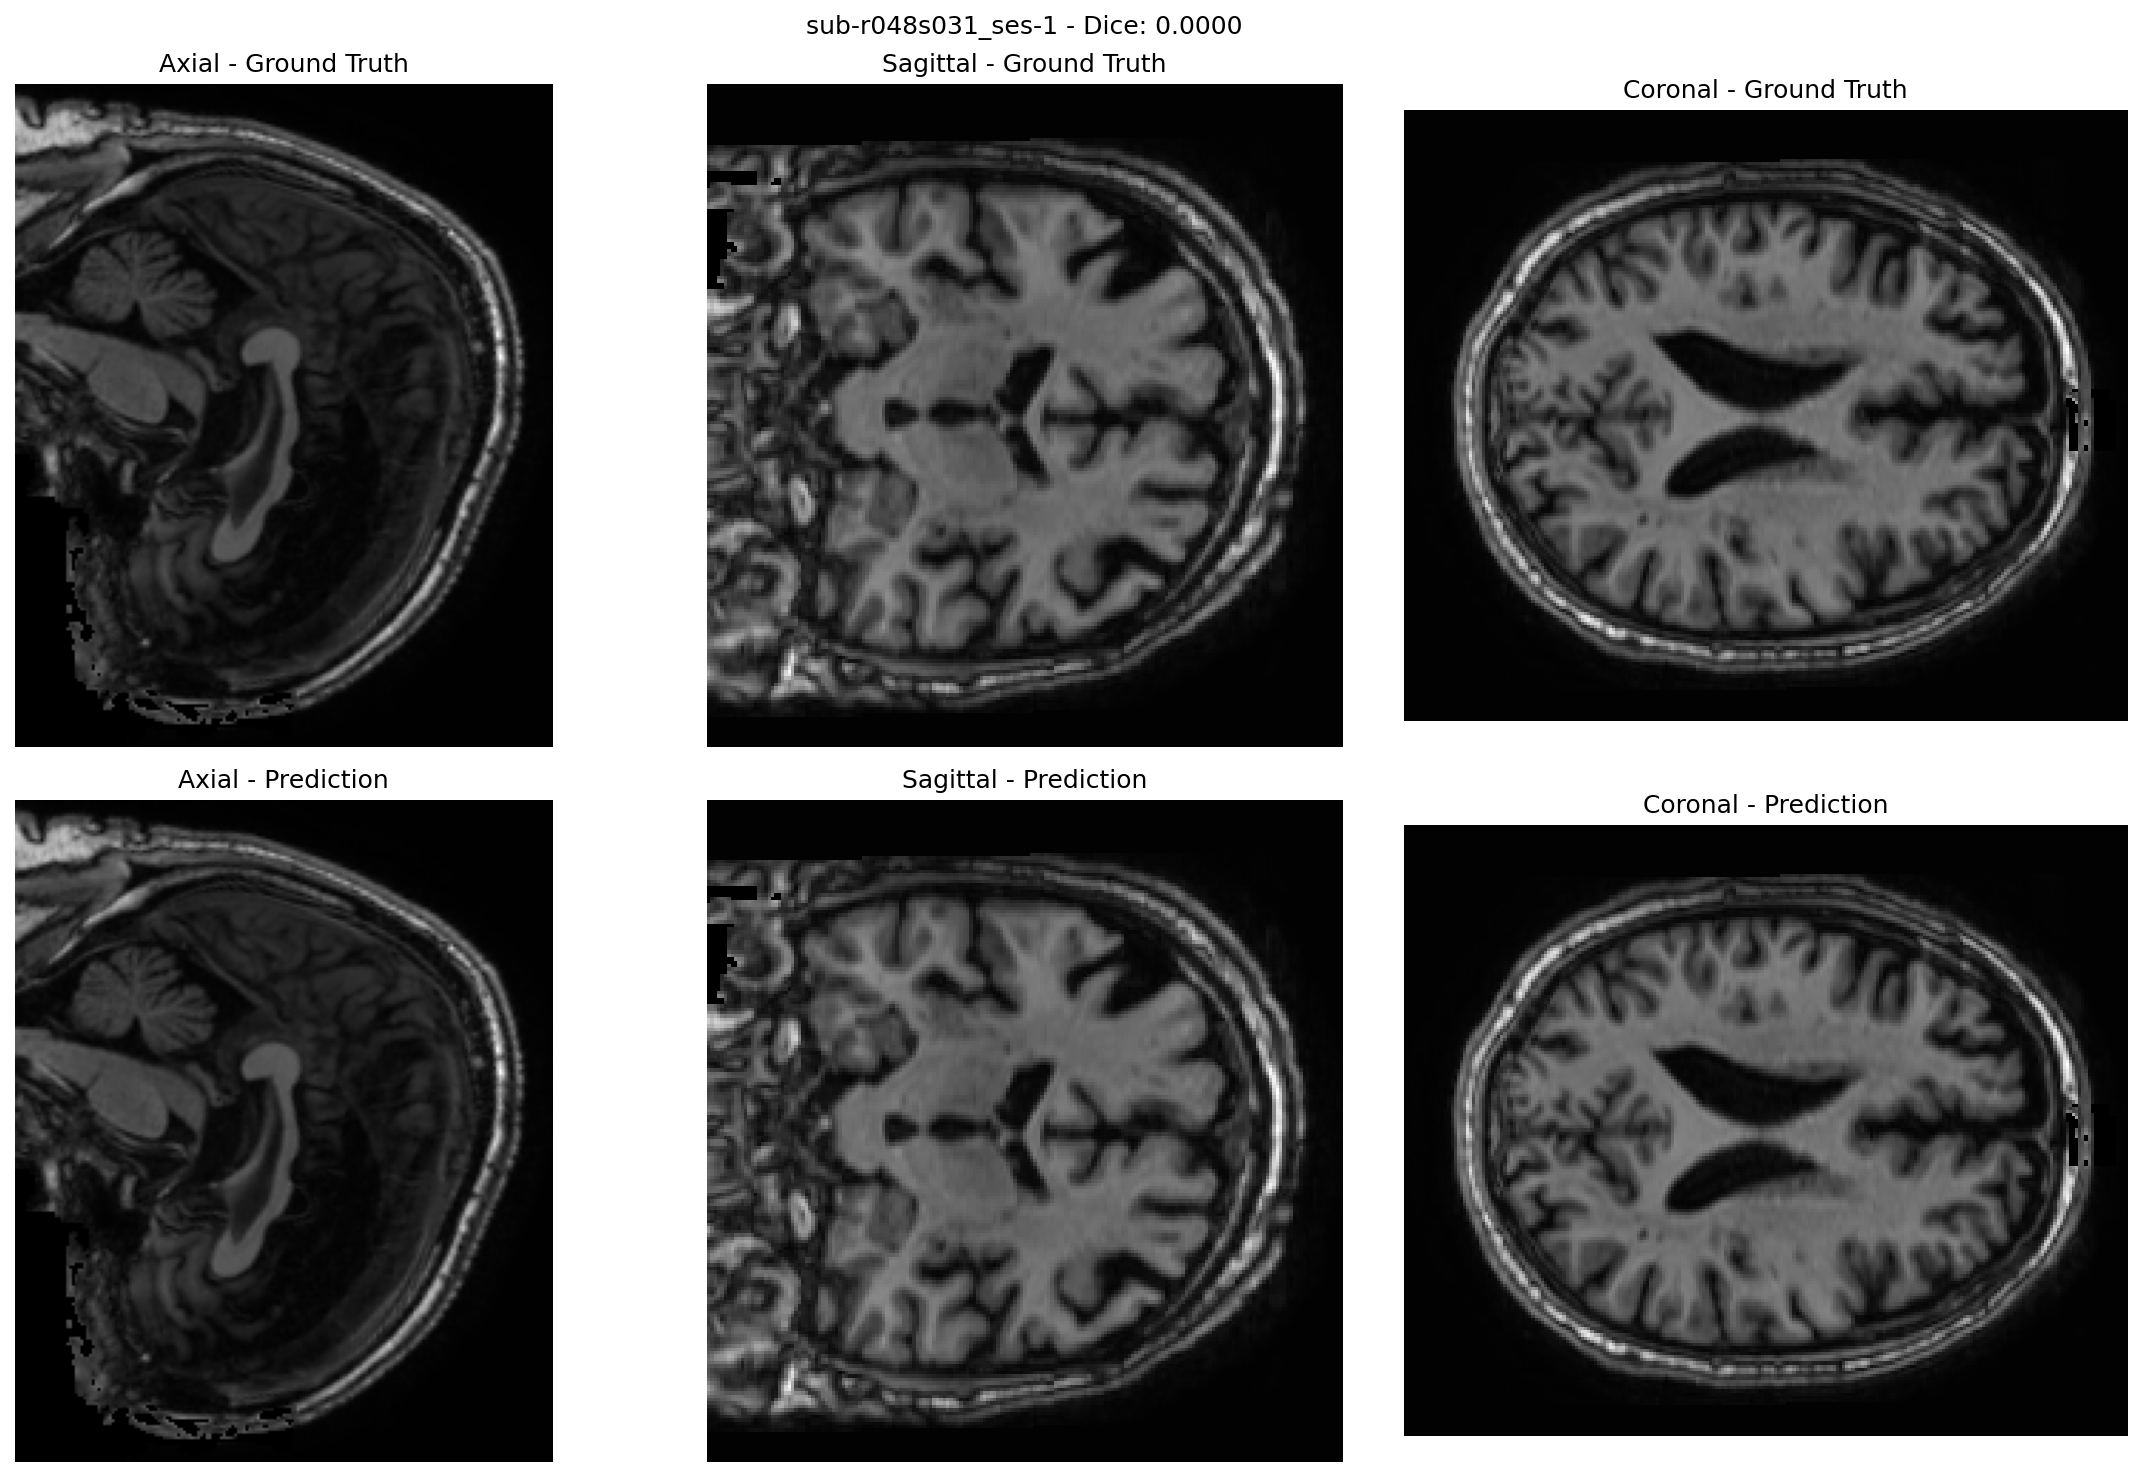 sub-r048s031_ses-1 - Dice: 0.0000
Axial - Ground Truth
Sagittal - Ground Truth
Coronal - Ground Truth
Axial - Prediction
Sagittal - Prediction
Coronal - Prediction